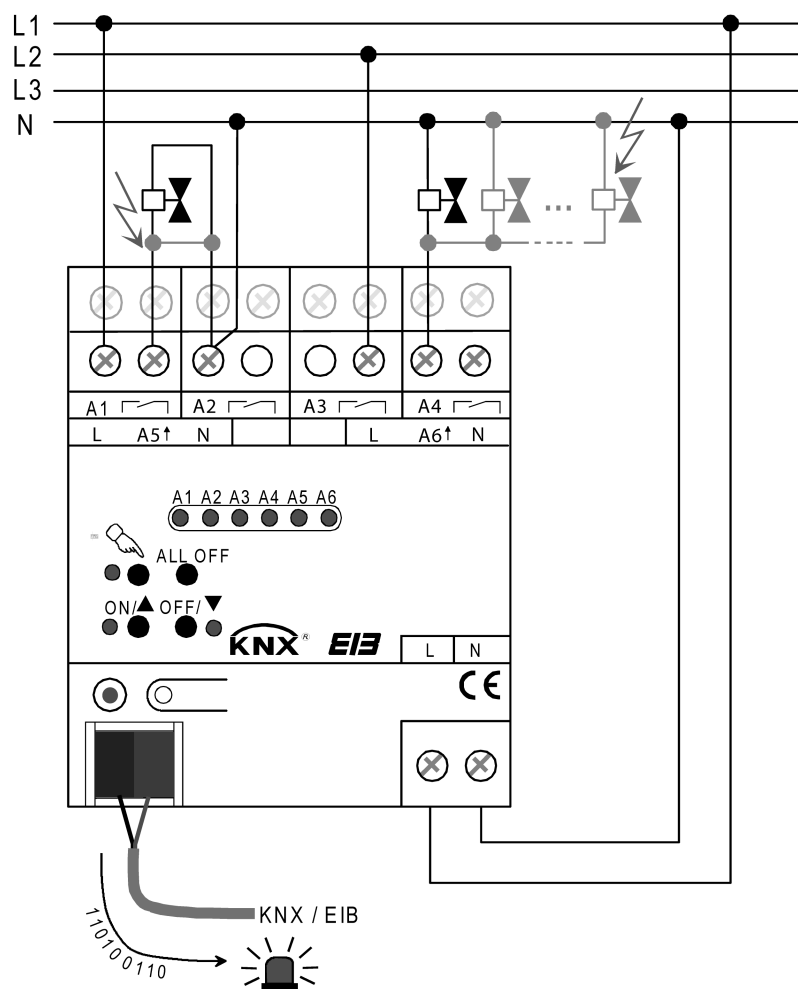 L1
L2
L3
N
A1 A2 A3 A4
L A5↑ N L A6↑ N
A1 A2 A3 A4 A5 A6
ALL OFF
ON/▲ OFF/▼
KNX® EIB
L N
CE
KNX / EIB
110100110